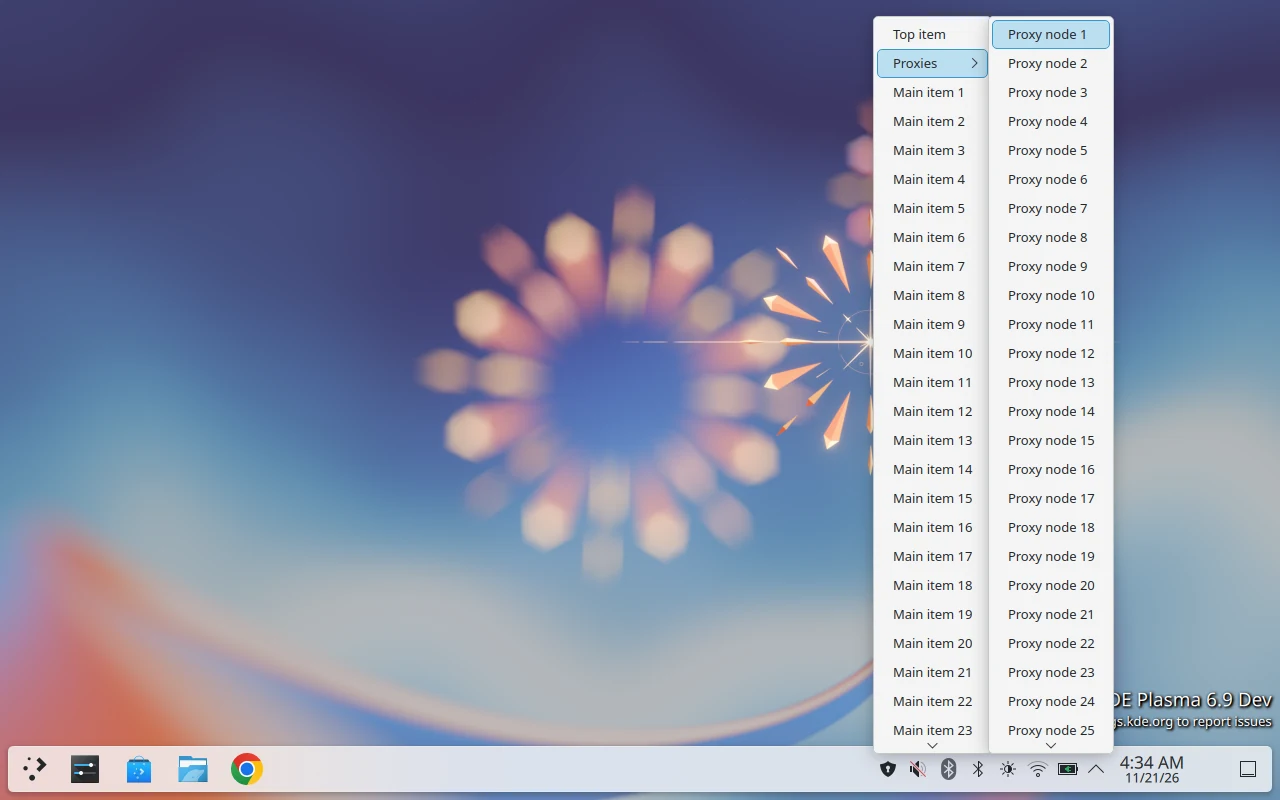 Top item
Proxies
Main item 1
Main item 2
Main item 3
Main item 4
Main item 5
Main item 6
Main item 7
Main item 8
Main item 9
Main item 10
Main item 11
Main item 12
Main item 13
Main item 14
Main item 15
Main item 16
Main item 17
Main item 18
Main item 19
Main item 20
Main item 21
Main item 22
Main item 23
Proxy node 1
Proxy node 2
Proxy node 3
Proxy node 4
Proxy node 5
Proxy node 6
Proxy node 7
Proxy node 8
Proxy node 9
Proxy node 10
Proxy node 11
Proxy node 12
Proxy node 13
Proxy node 14
Proxy node 15
Proxy node 16
Proxy node 17
Proxy node 18
Proxy node 19
Proxy node 20
Proxy node 21
Proxy node 22
Proxy node 23
Proxy node 24
Proxy node 25
DE Plasma 6.9 Dev
gs.kde.org to report issues
4:34 AM
11/21/26